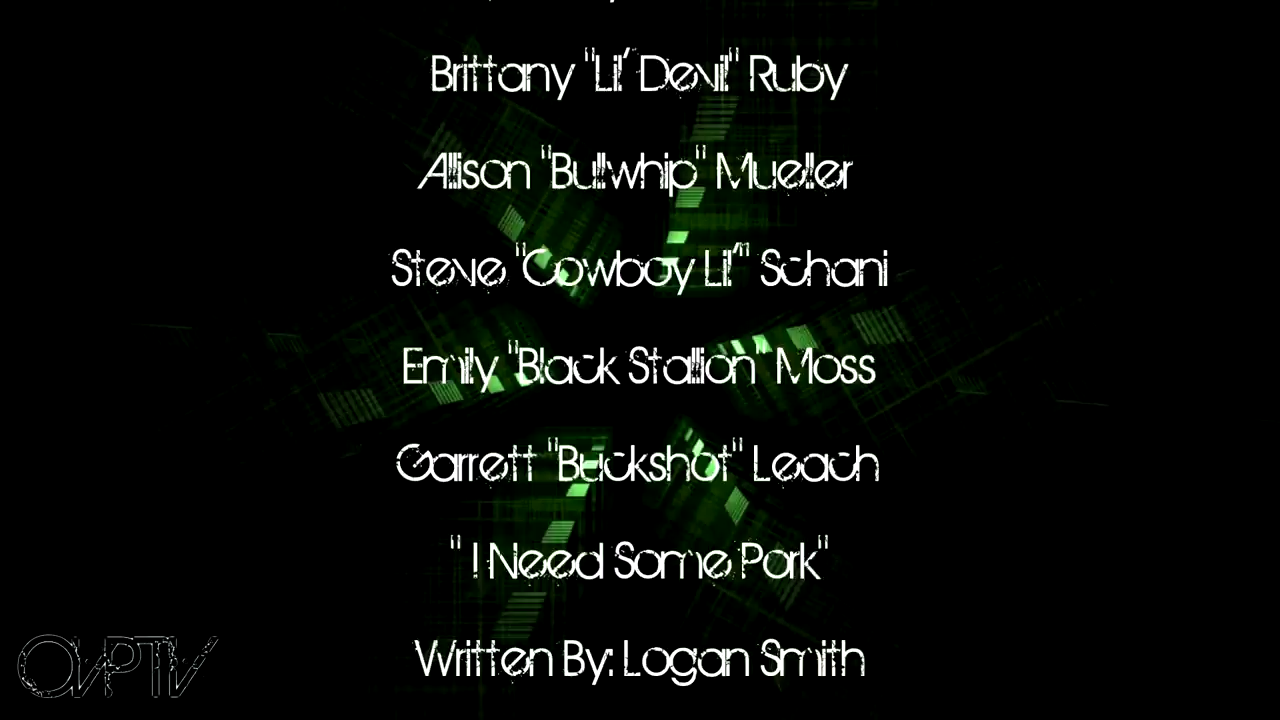 Brittany "Lil' Devil" Ruby
Allison "Bullwhip" Mueller
Steve "Cowboy Lil'" Schani
Emily "Black Stallion" Moss
Garrett "Buckshot" Leach
" I Need Some Pork"
Written By: Logan Smith
OVPTV